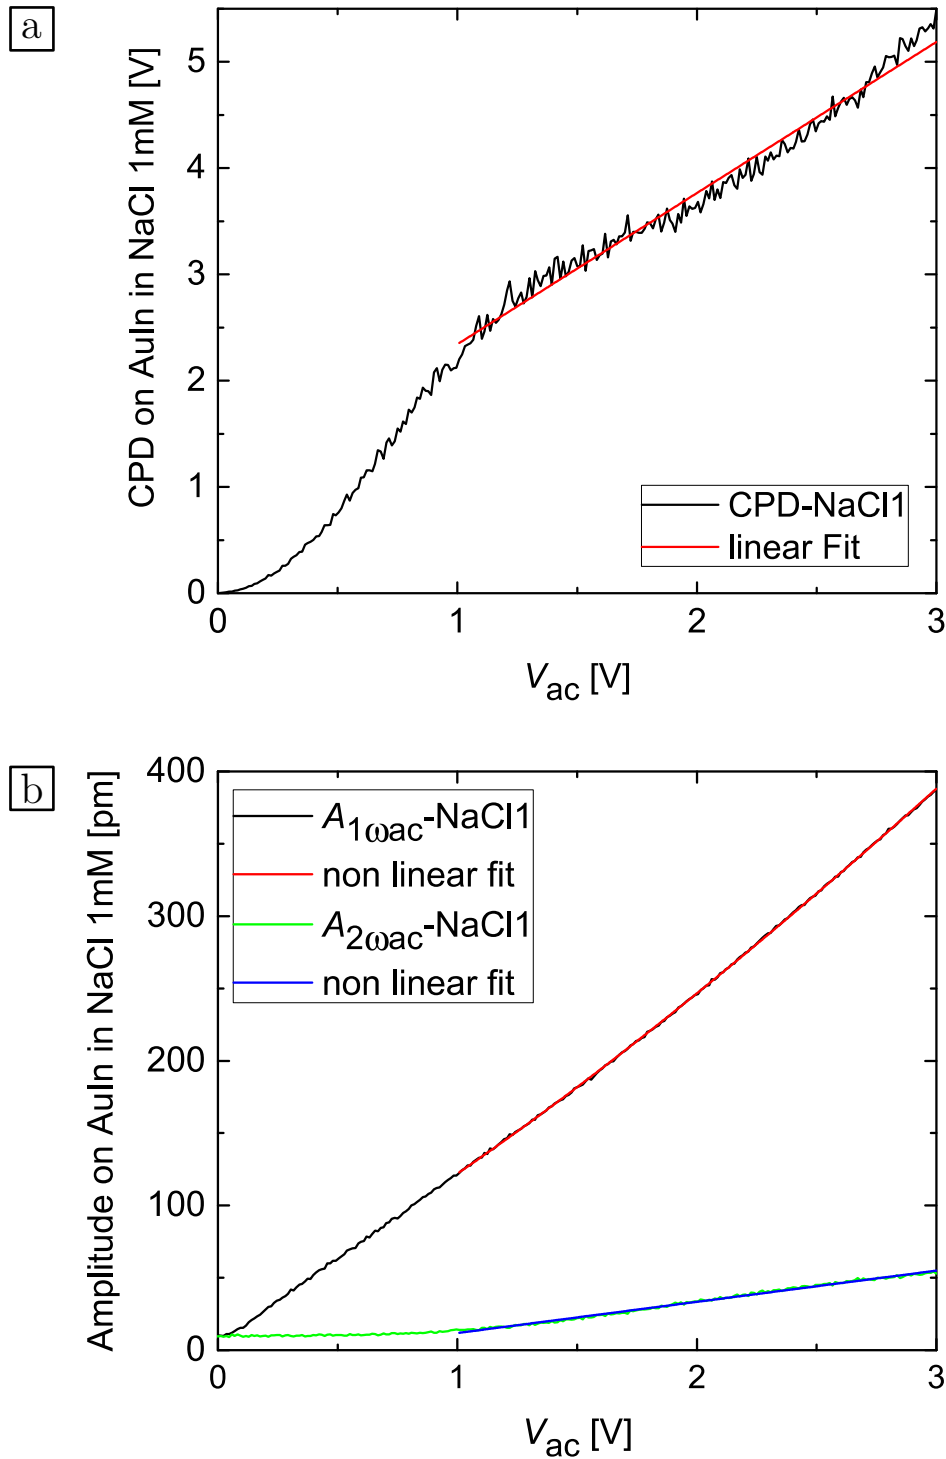 a
CPD on AuIn in NaCl 1mM [V]
5
4
3
2
1
0
CPD-NaCl1
linear Fit
0 1 2 3
Vac [V]
b
Amplitude on AuIn in NaCl 1mM [pm]
400
300
200
100
0
A1ωac-NaCl1
non linear fit
A2ωac-NaCl1
non linear fit
0 1 2 3
Vac [V]